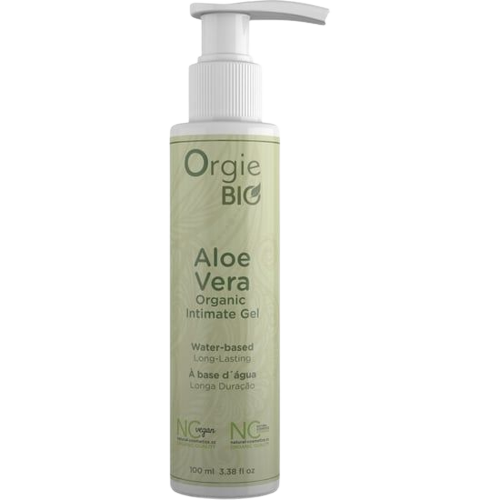 Orgie
BIO
Aloe
Vera
Organic
Intimate Gel
Water-based
Long-Lasting
À base d´água
Longa Duração
NC vegan NC
100 ml 3.38 fl oz